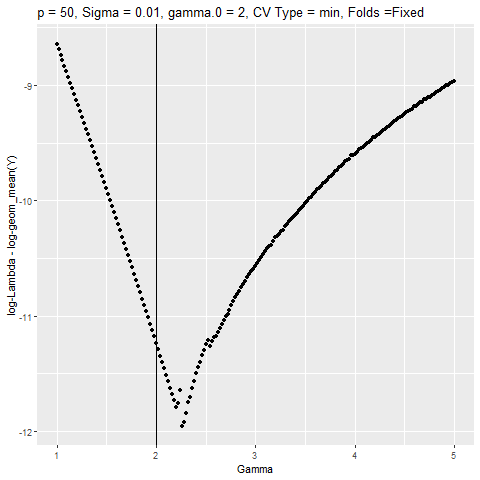 p = 50, Sigma = 0.01, gamma.0 = 2, CV Type = min, Folds =Fixed
log-Lambda - log-geom_mean(Y)
-9
-10
-11
-12
1 2 3 4 5
Gamma